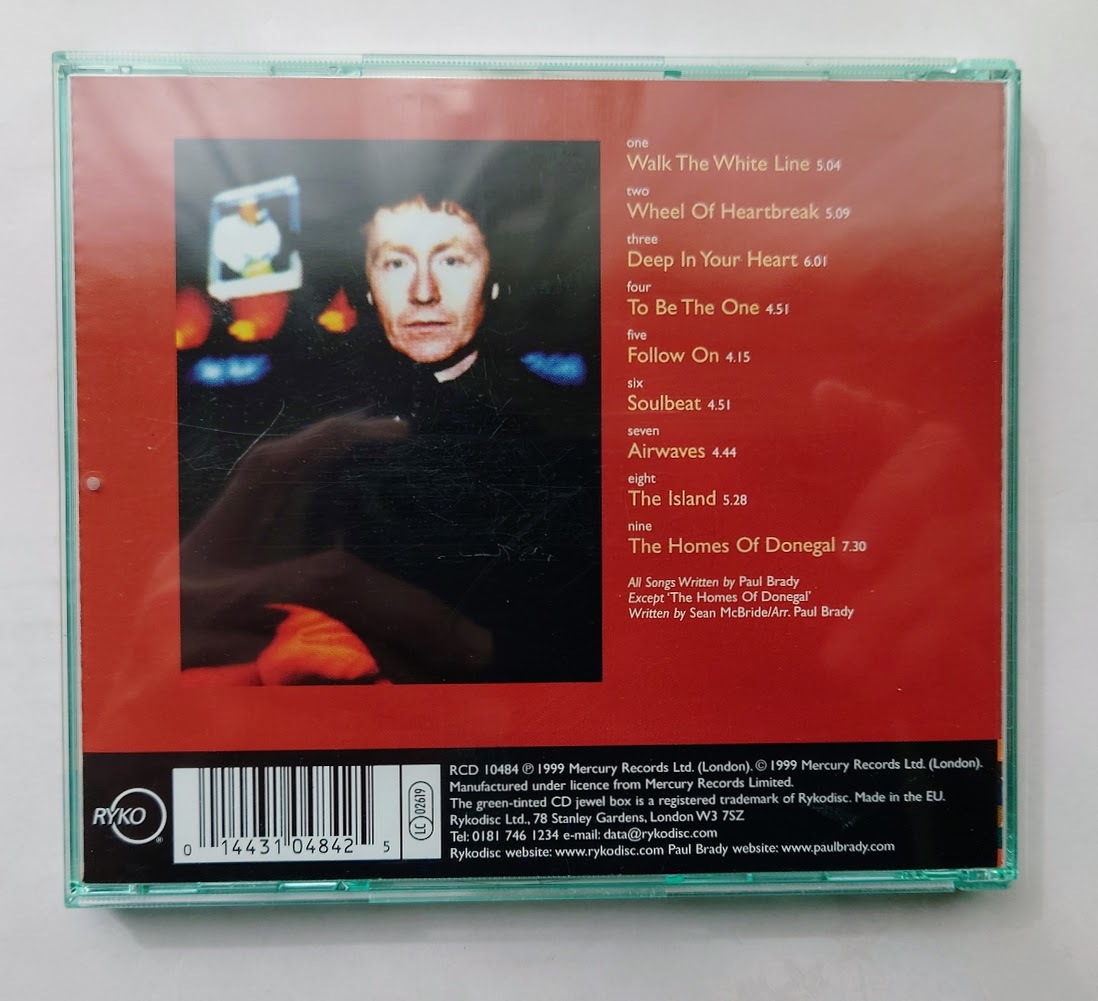 one
Walk The White Line 5.04
two
Wheel Of Heartbreak 5.09
three
Deep In Your Heart 6.01
four
To Be The One 4.51
five
Follow On 4.15
six
Soulbeat 4.51
seven
Airwaves 4.44
eight
The Island 5.28
nine
The Homes Of Donegal 7.30
All Songs Written by Paul Brady
Except 'The Homes Of Donegal'
Written by Sean McBride/Arr. Paul Brady
RYKO ®
0 14431 04842 5
LC 02619
RCD 10484 ℗ 1999 Mercury Records Ltd. (London). © 1999 Mercury Records Ltd. (London).
Manufactured under licence from Mercury Records Limited.
The green-tinted CD jewel box is a registered trademark of Rykodisc. Made in the EU.
Rykodisc Ltd., 78 Stanley Gardens, London W3 7SZ
Tel: 0181 746 1234 e-mail: data@rykodisc.com
Rykodisc website: www.rykodisc.com Paul Brady website: www.paulbrady.com